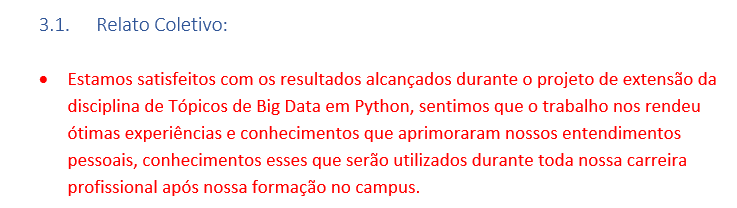 3.1. Relato Coletivo:
• Estamos satisfeitos com os resultados alcançados durante o projeto de extensão da
disciplina de Tópicos de Big Data em Python, sentimos que o trabalho nos rendeu
ótimas experiências e conhecimentos que aprimoraram nossos entendimentos
pessoais, conhecimentos esses que serão utilizados durante toda nossa carreira
profissional após nossa formação no campus.